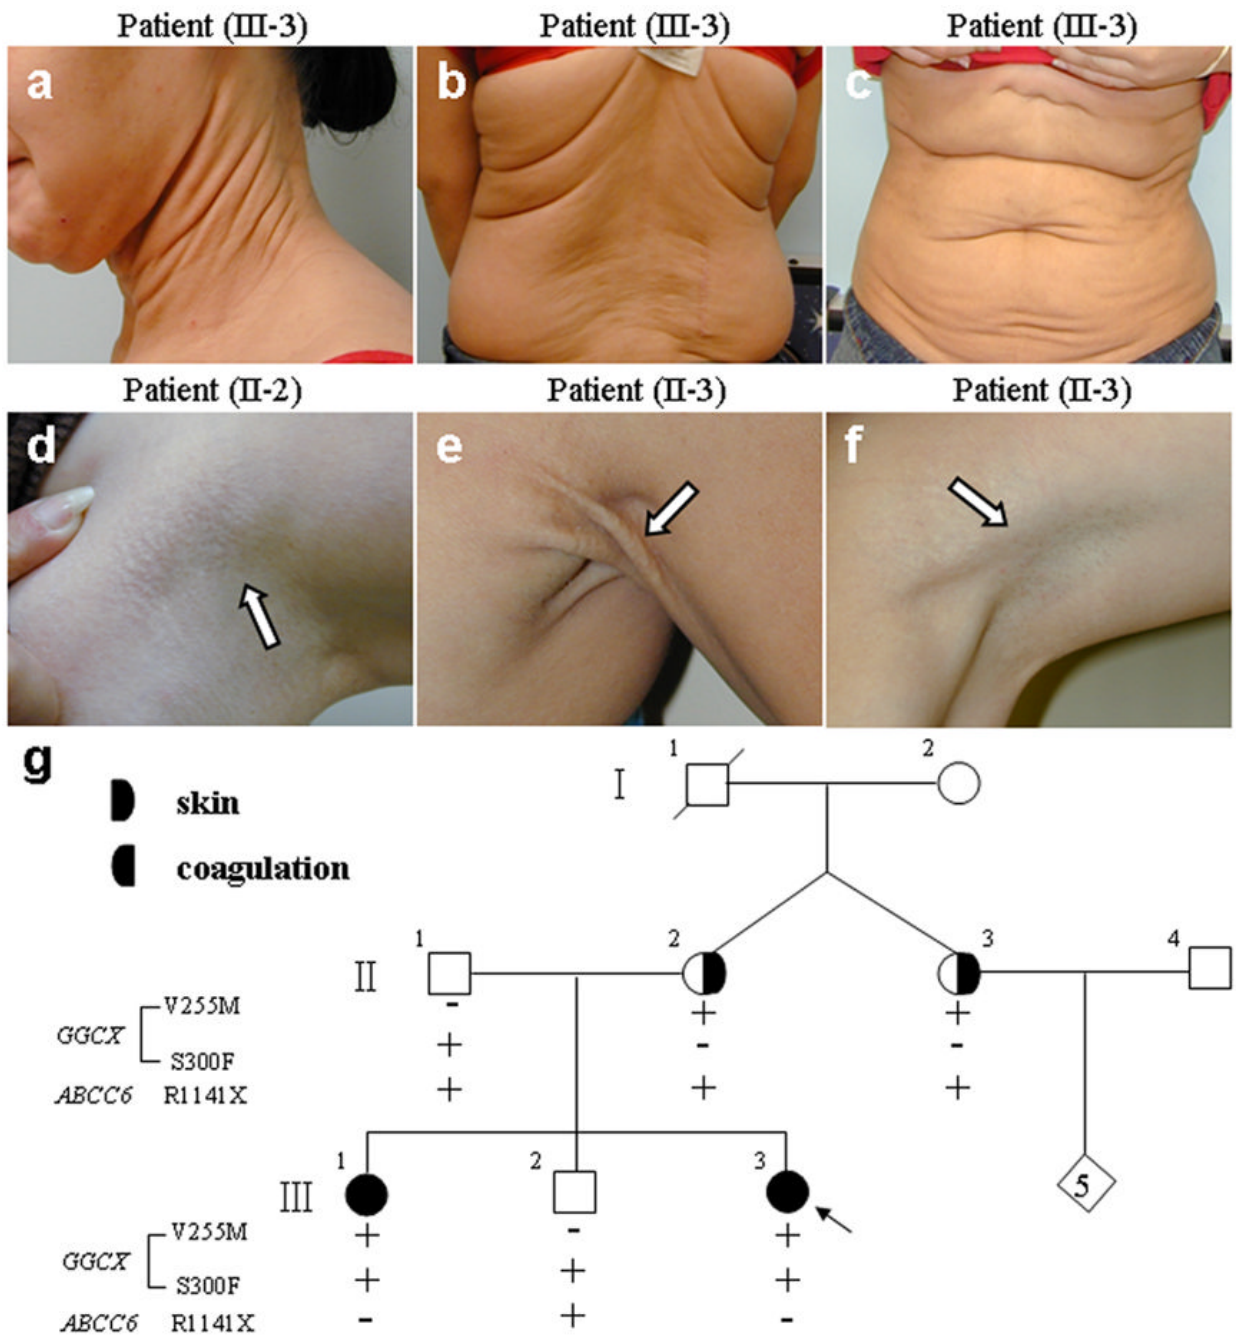 Patient (III-3) Patient (III-3) Patient (III-3)
a b c
Patient (II-2) Patient (II-3) Patient (II-3)
d e f
g
skin
coagulation
I 1 2
II 1 2 3 4
GGCX V255M - + +
S300F + - -
ABCC6 R1141X + + +
III 1 2 3 5
GGCX V255M + - +
S300F + + +
ABCC6 R1141X - + -